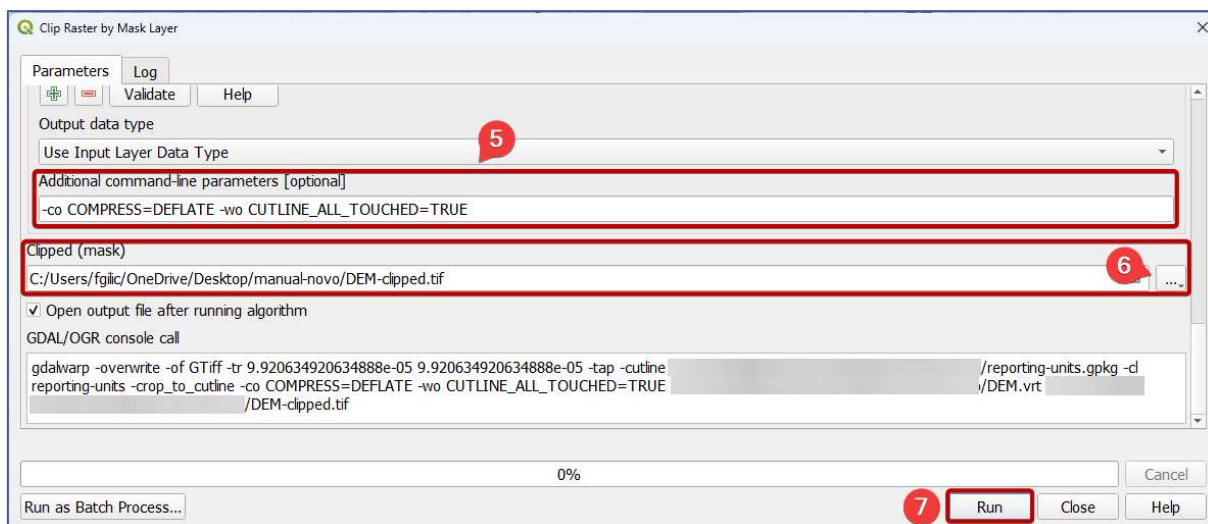 Clip Raster by Mask Layer
Parameters Log
Validate Help
Output data type
5
Use Input Layer Data Type
Additional command-line parameters [optional]
-co COMPRESS=DEFLATE -wo CUTLINE_ALL_TOUCHED=TRUE
Clipped (mask)
6
C:/Users/fgilic/OneDrive/Desktop/manual-novo/DEM-clipped.tif ...
Open output file after running algorithm
GDAL/OGR console call
gdalwarp -overwrite -of GTiff -tr 9.920634920634888e-05 9.920634920634888e-05 -tap -cutline /reporting-units.gpkg -cl
reporting-units -crop_to_cutline -co COMPRESS=DEFLATE -wo CUTLINE_ALL_TOUCHED=TRUE /DEM.vrt
/DEM-clipped.tif
0% Cancel
Run as Batch Process... 7 Run Close Help